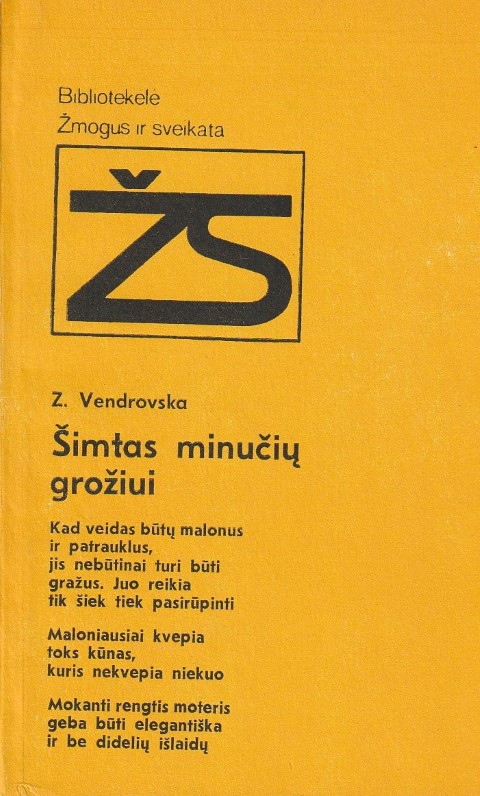 Bibliotekėlė
Žmogus ir sveikata
ŽS
Z. Vendrovska
Šimtas minučių
grožiui
Kad veidas būtų malonus
ir patrauklus,
jis nebūtinai turi būti
gražus. Juo reikia
tik šiek tiek pasirūpinti
Maloniausiai kvepia
toks kūnas,
kuris nekvepia niekuo
Mokanti rengtis moteris
geba būti elegantiška
ir be didelių išlaidų